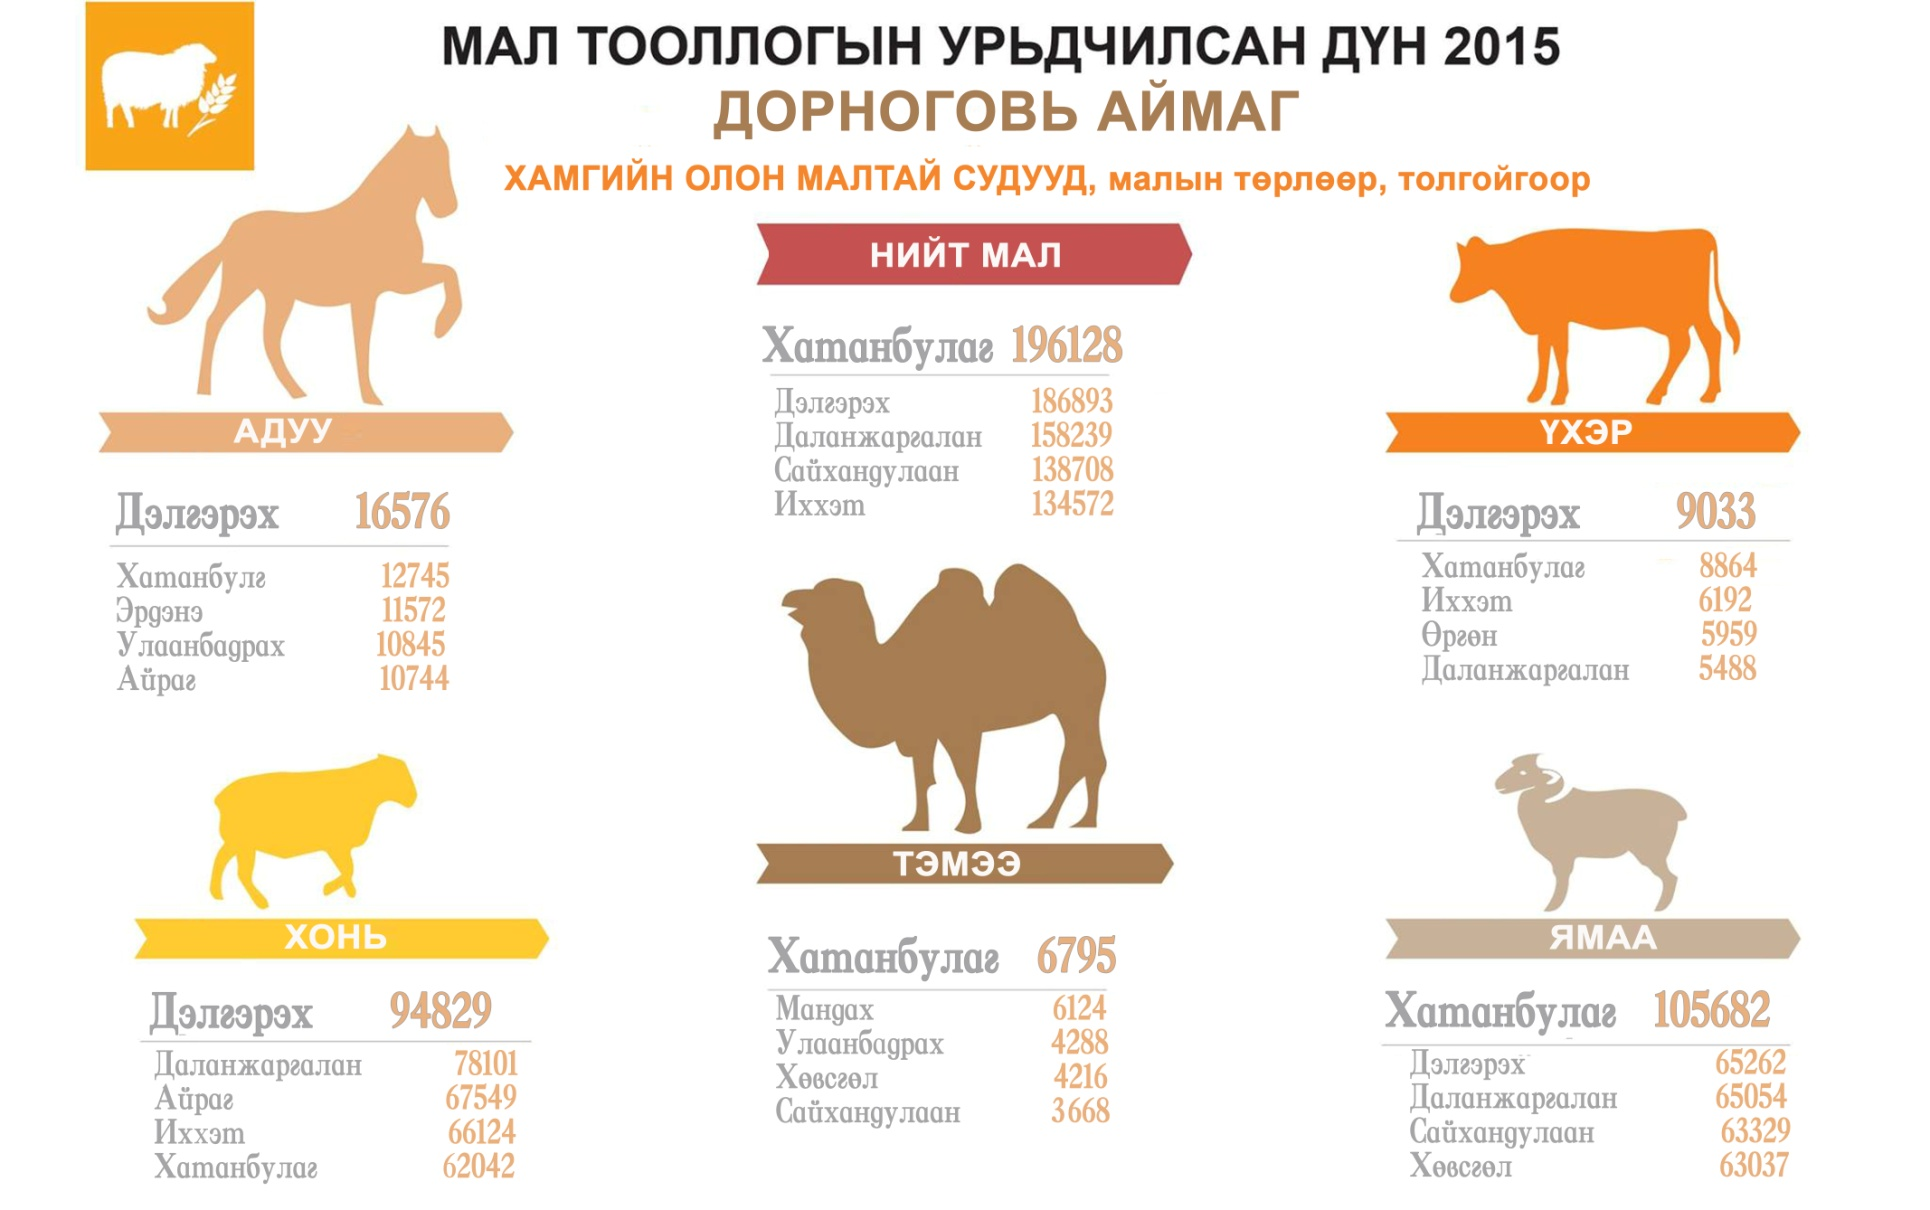 МАЛ ТООЛЛОГЫН УРЬДЧИЛСАН ДҮН 2015
ДОРНОГОВЬ АЙМАГ
ХАМГИЙН ОЛОН МАЛТАЙ СУДУУД, малын төрлөөр, толгойгоор
НИЙТ МАЛ
Хатанбулаг 196128
Дэлгэрэх 186893
Даланжаргалан 158239
Сайхандулаан 138708
Иххэт 134572
АДУУ
Дэлгэрэх 16576
Хатанбулг 12745
Эрдэнэ 11572
Улаанбадрах 10845
Айраг 10744
ҮХЭР
Дэлгэрэх 9033
Хатанбулаг 8864
Иххэт 6192
Өргөн 5959
Даланжаргалан 5488
ХОНЬ
Дэлгэрэх 94829
Даланжаргалан 78101
Айраг 67549
Иххэт 66124
Хатанбулаг 62042
ТЭМЭЭ
Хатанбулаг 6795
Мандах 6124
Улаанбадрах 4288
Хөвсгөл 4216
Сайхандулаан 3668
ЯМАА
Хатанбулаг 105682
Дэлгэрэх 65262
Даланжаргалан 65054
Сайхандулаан 63329
Хөвсгөл 63037